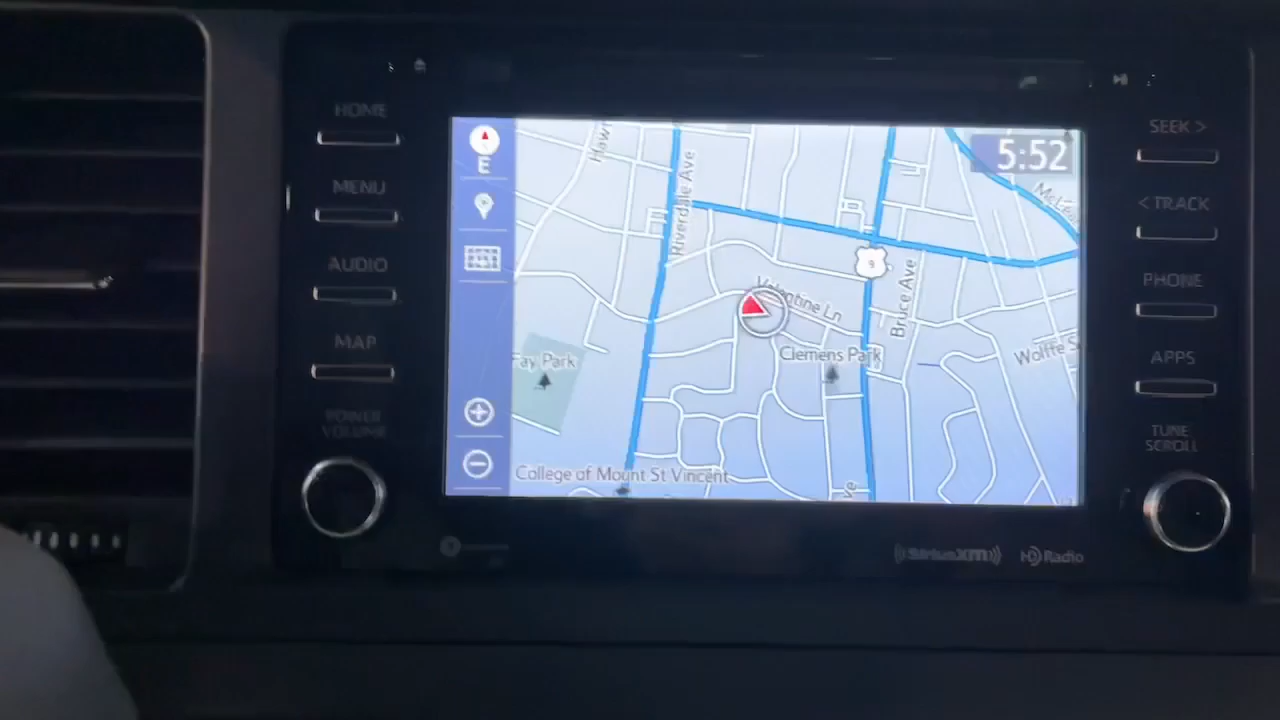 HOME
MENU
AUDIO
MAP
POWER
VOLUME
E
5:52
Riverdale Ave
9
Valentine Ln
Bruce Ave
Clemens Park
Fay Park
College of Mount St Vincent
SEEK >
< TRACK
PHONE
APPS
TUNE
SCROLL
((SiriusXM))
HD Radio